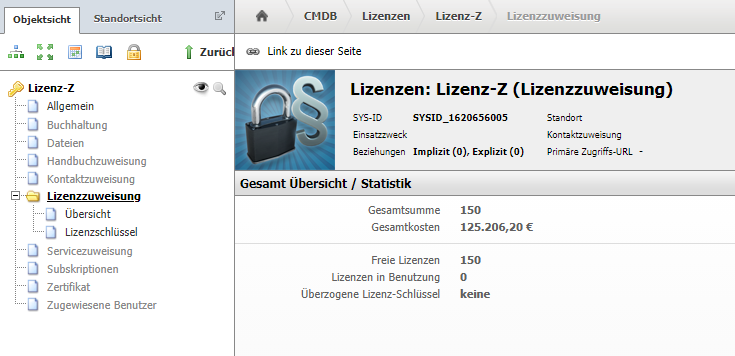 Objektsicht Standortsicht
Zurück
Lizenz-Z
Allgemein
Buchhaltung
Dateien
Handbuchzuweisung
Kontaktzuweisung
Lizenzzuweisung
Übersicht
Lizenzschlüssel
Servicezuweisung
Subskriptionen
Zertifikat
Zugewiesene Benutzer
CMDB Lizenzen Lizenz-Z Lizenzzuweisung
Link zu dieser Seite
Lizenzen: Lizenz-Z (Lizenzzuweisung)
SYS-ID SYSID_1620656005 Standort
Einsatzzweck Kontaktzuweisung
Beziehungen Implizit (0), Explizit (0) Primäre Zugriffs-URL -
Gesamt Übersicht / Statistik
Gesamtsumme 150
Gesamtkosten 125.206,20 €
Freie Lizenzen 150
Lizenzen in Benutzung 0
Überzogene Lizenz-Schlüssel keine